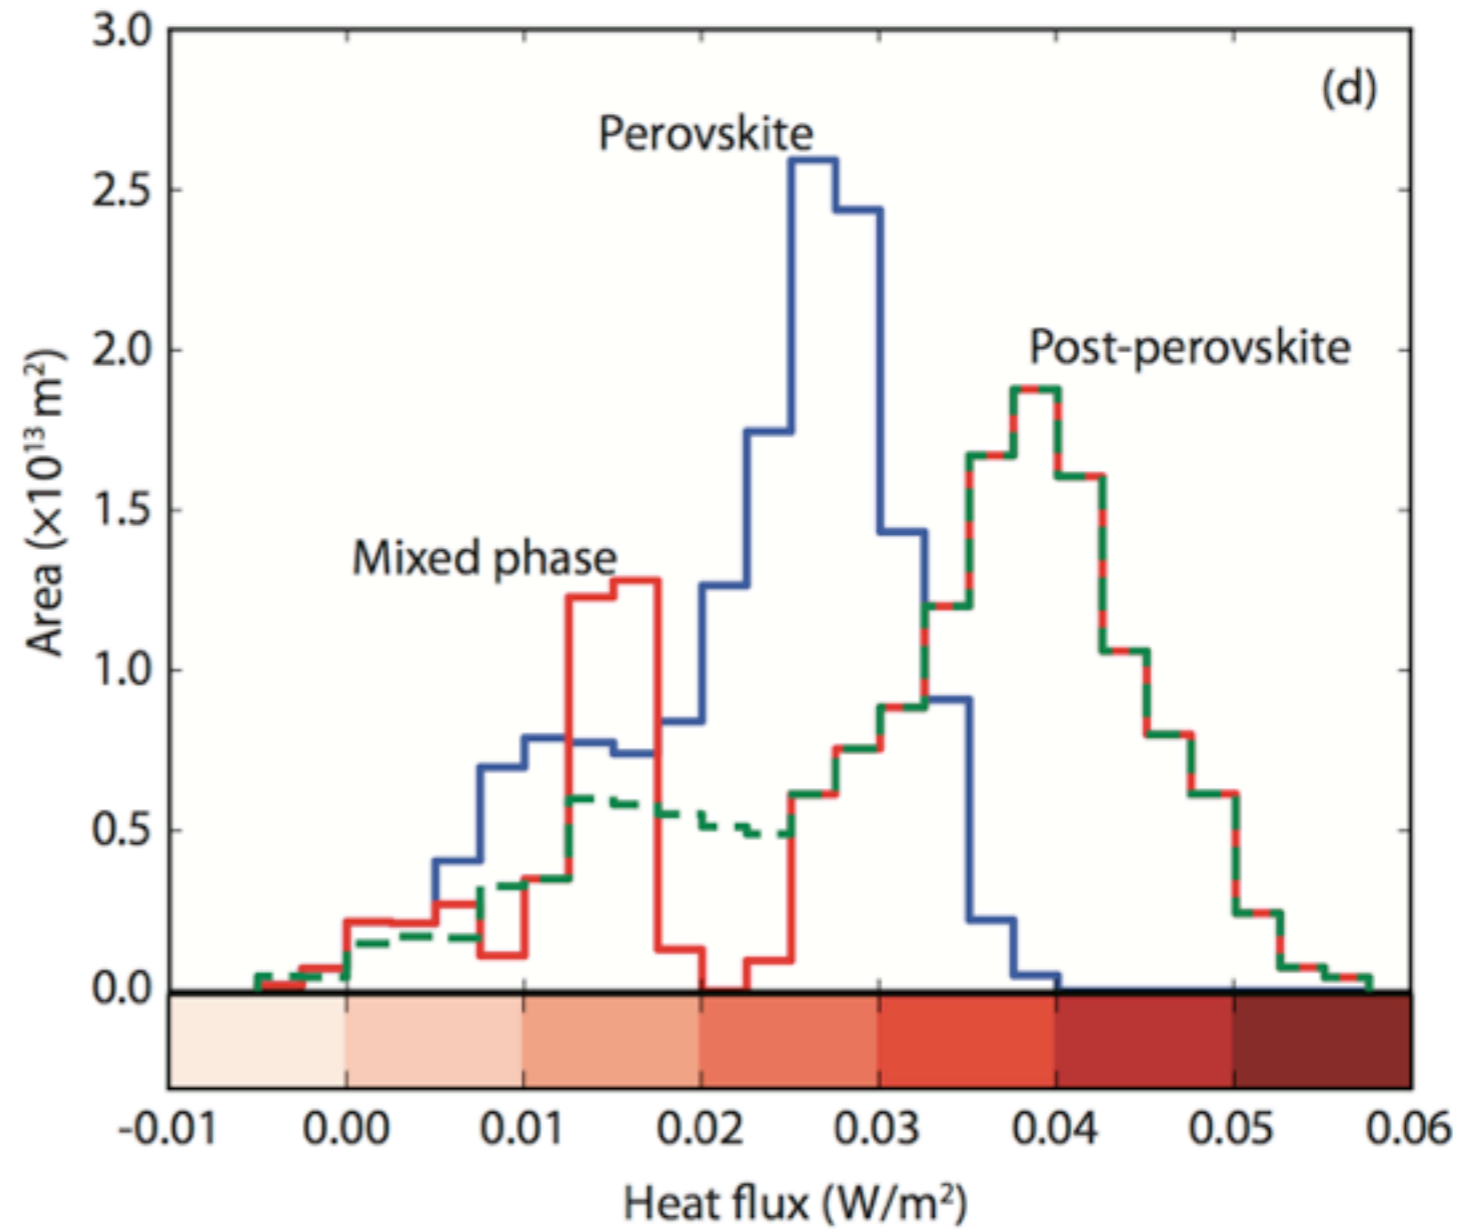 (d)
Perovskite
Post-perovskite
Mixed phase
Area (×10¹³ m²)
3.0
2.5
2.0
1.5
1.0
0.5
0.0
-0.01 0.00 0.01 0.02 0.03 0.04 0.05 0.06
Heat flux (W/m²)